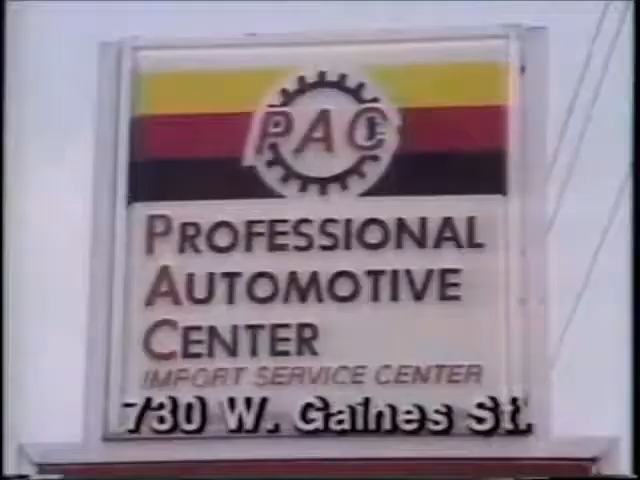 PAC
PROFESSIONAL
AUTOMOTIVE
CENTER
IMPORT SERVICE CENTER
730 W. Gaines St.